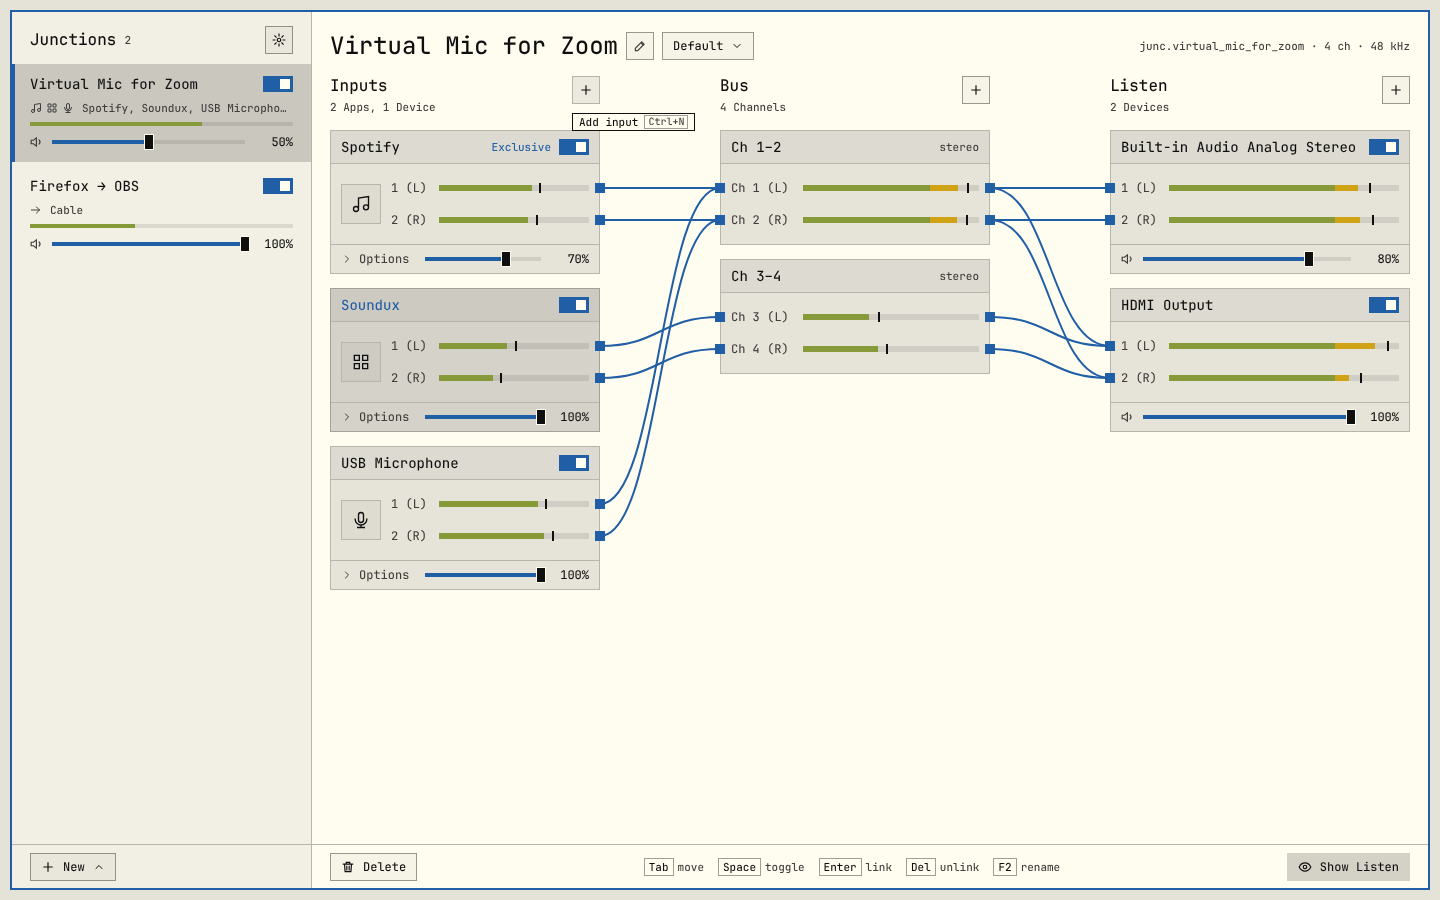 Junctions 2
Virtual Mic for Zoom
Spotify, Soundux, USB Micropho…
50%
Firefox → OBS
→ Cable
100%
New
Virtual Mic for Zoom
Default
junc.virtual_mic_for_zoom · 4 ch · 48 kHz
Inputs
2 Apps, 1 Device
Add input Ctrl+N
Spotify Exclusive
1 (L)
2 (R)
Options 70%
Soundux
1 (L)
2 (R)
Options 100%
USB Microphone
1 (L)
2 (R)
Options 100%
Bus
4 Channels
Ch 1–2 stereo
Ch 1 (L)
Ch 2 (R)
Ch 3–4 stereo
Ch 3 (L)
Ch 4 (R)
Listen
2 Devices
Built-in Audio Analog Stereo
1 (L)
2 (R)
80%
HDMI Output
1 (L)
2 (R)
100%
Delete
Tab move Space toggle Enter link Del unlink F2 rename
Show Listen